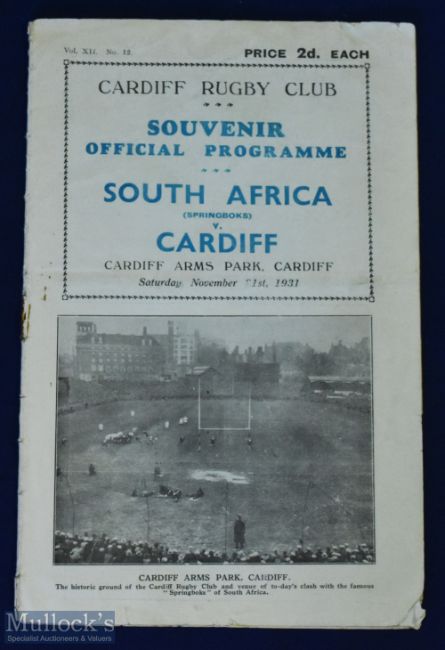 Vol. XII. No. 12.
PRICE 2d. EACH
CARDIFF RUGBY CLUB
SOUVENIR
OFFICIAL PROGRAMME
SOUTH AFRICA
(SPRINGBOKS)
V.
CARDIFF
CARDIFF ARMS PARK, CARDIFF
Saturday November 21st, 1931
CARDIFF ARMS PARK, CARDIFF.
The historic ground of the Cardiff Rugby Club and venue of to-day's clash with the famous
"Springboks" of South Africa.
Mullock's
Specialist Auctioneers & Valuers